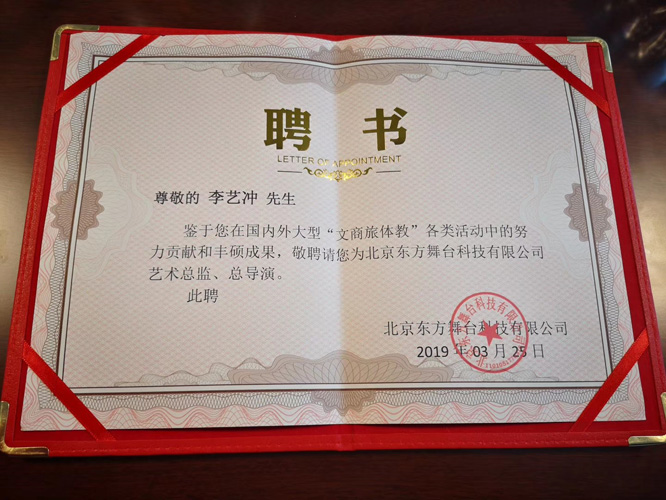 聘 书
LETTER OF APPOINTMENT
尊敬的 李艺冲 先生
鉴于您在国内外大型“文商旅体教”各类活动中的努
力贡献和丰硕成果，敬聘请您为北京东方舞台科技有限公司
艺术总监、总导演。
此聘
北京东方舞台科技有限公司
2019 年 03 月 25 日